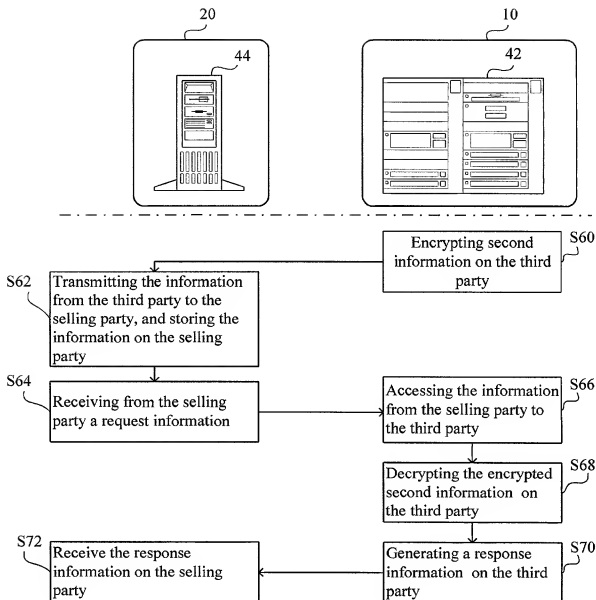 20
10
44
42
S60
Encrypting second
information on the third
party
S62
Transmitting the information
from the third party to the
selling party, and storing the
information on the selling
party
S64
Receiving from the selling
party a request information
S66
Accessing the information
from the selling party to
the third party
S68
Decrypting the encrypted
second information on
the third party
S70
Generating a response
information on the third
party
S72
Receive the response
information on the selling
party